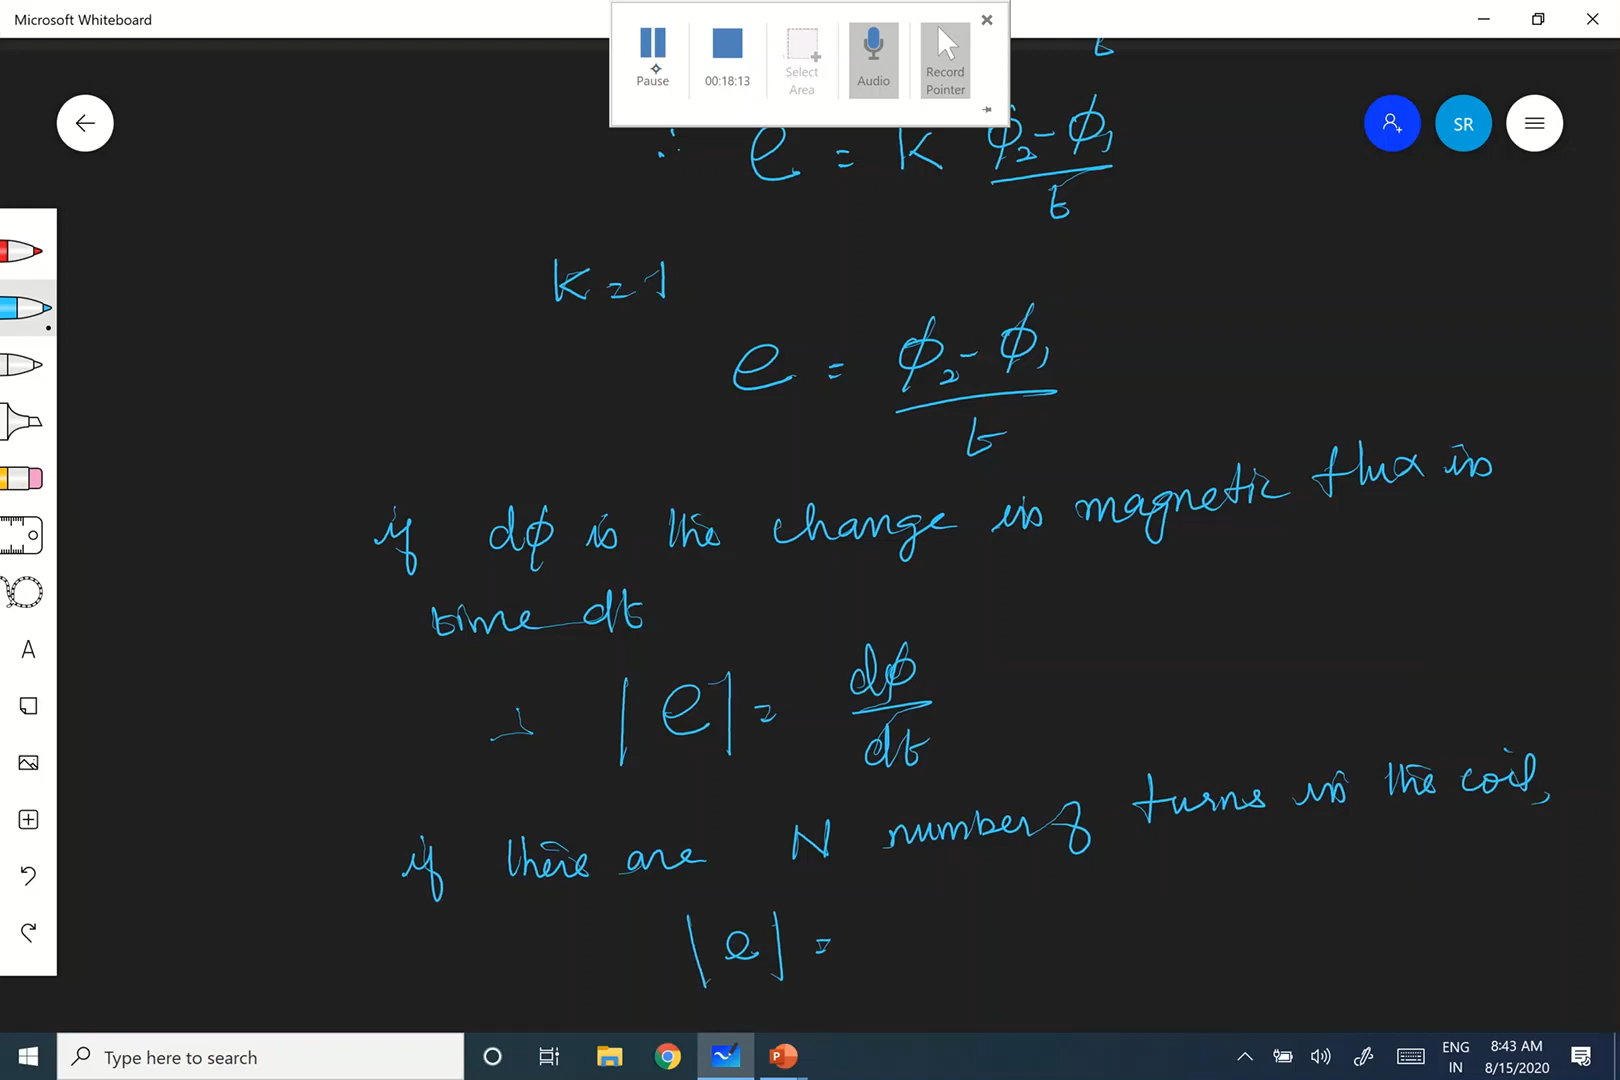 Microsoft Whiteboard
Pause
00:18:13
Select Area
Audio
Record Pointer
t
SR
∴ e = K ϕ₂ - ϕ₁ / t
K = 1
e = ϕ₂ - ϕ₁ / t
if dϕ is the change in magnetic flux in
time dt
∴ |e| = dϕ / dt
if there are N number of turns in the coil,
|e| =
A
Type here to search
ENG
IN
8:43 AM
8/15/2020